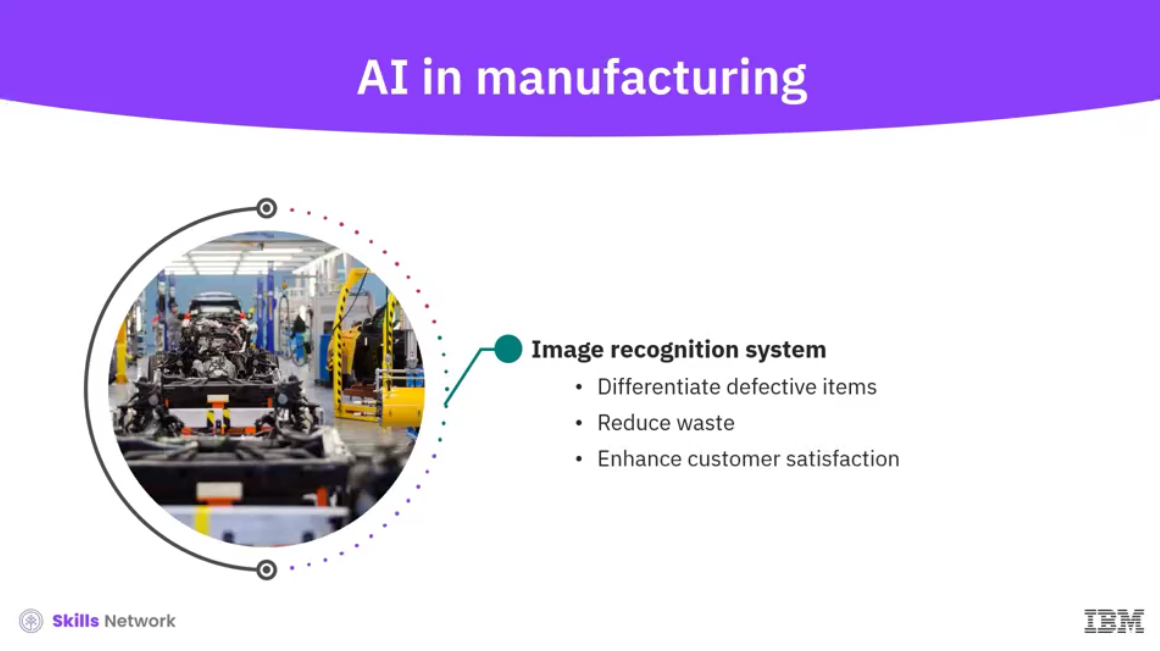 AI in manufacturing
Image recognition system
• Differentiate defective items
• Reduce waste
• Enhance customer satisfaction
Skills Network
IBM